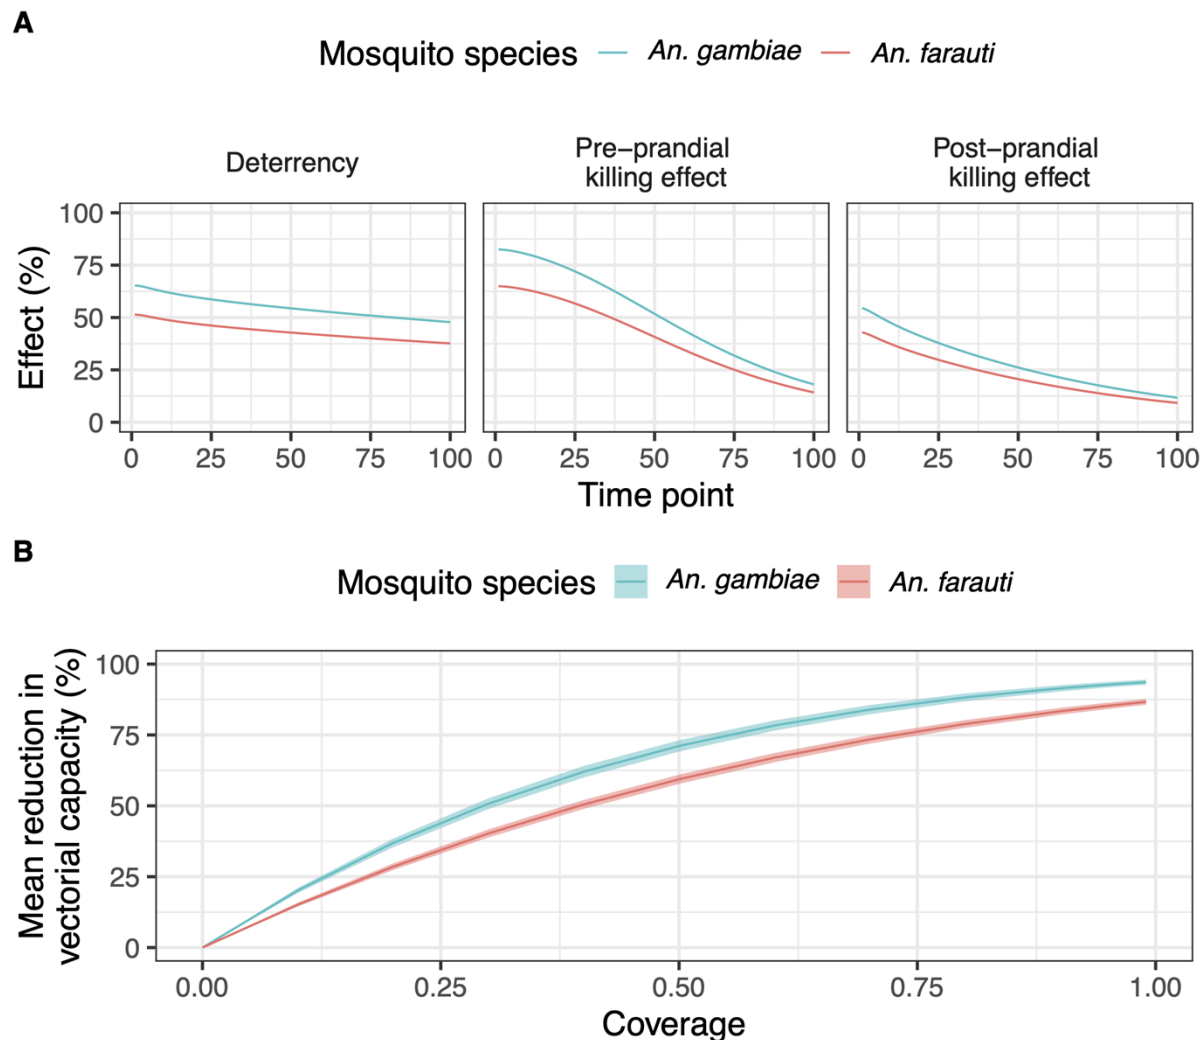 A
Mosquito species An. gambiae An. farauti
Deterrency
Pre−prandial
killing effect
Post−prandial
killing effect
Effect (%)
100
75
50
25
0
0 25 50 75 100
0 25 50 75 100
0 25 50 75 100
Time point
B
Mosquito species An. gambiae An. farauti
Mean reduction in
vectorial capacity (%)
100
75
50
25
0
0.00 0.25 0.50 0.75 1.00
Coverage